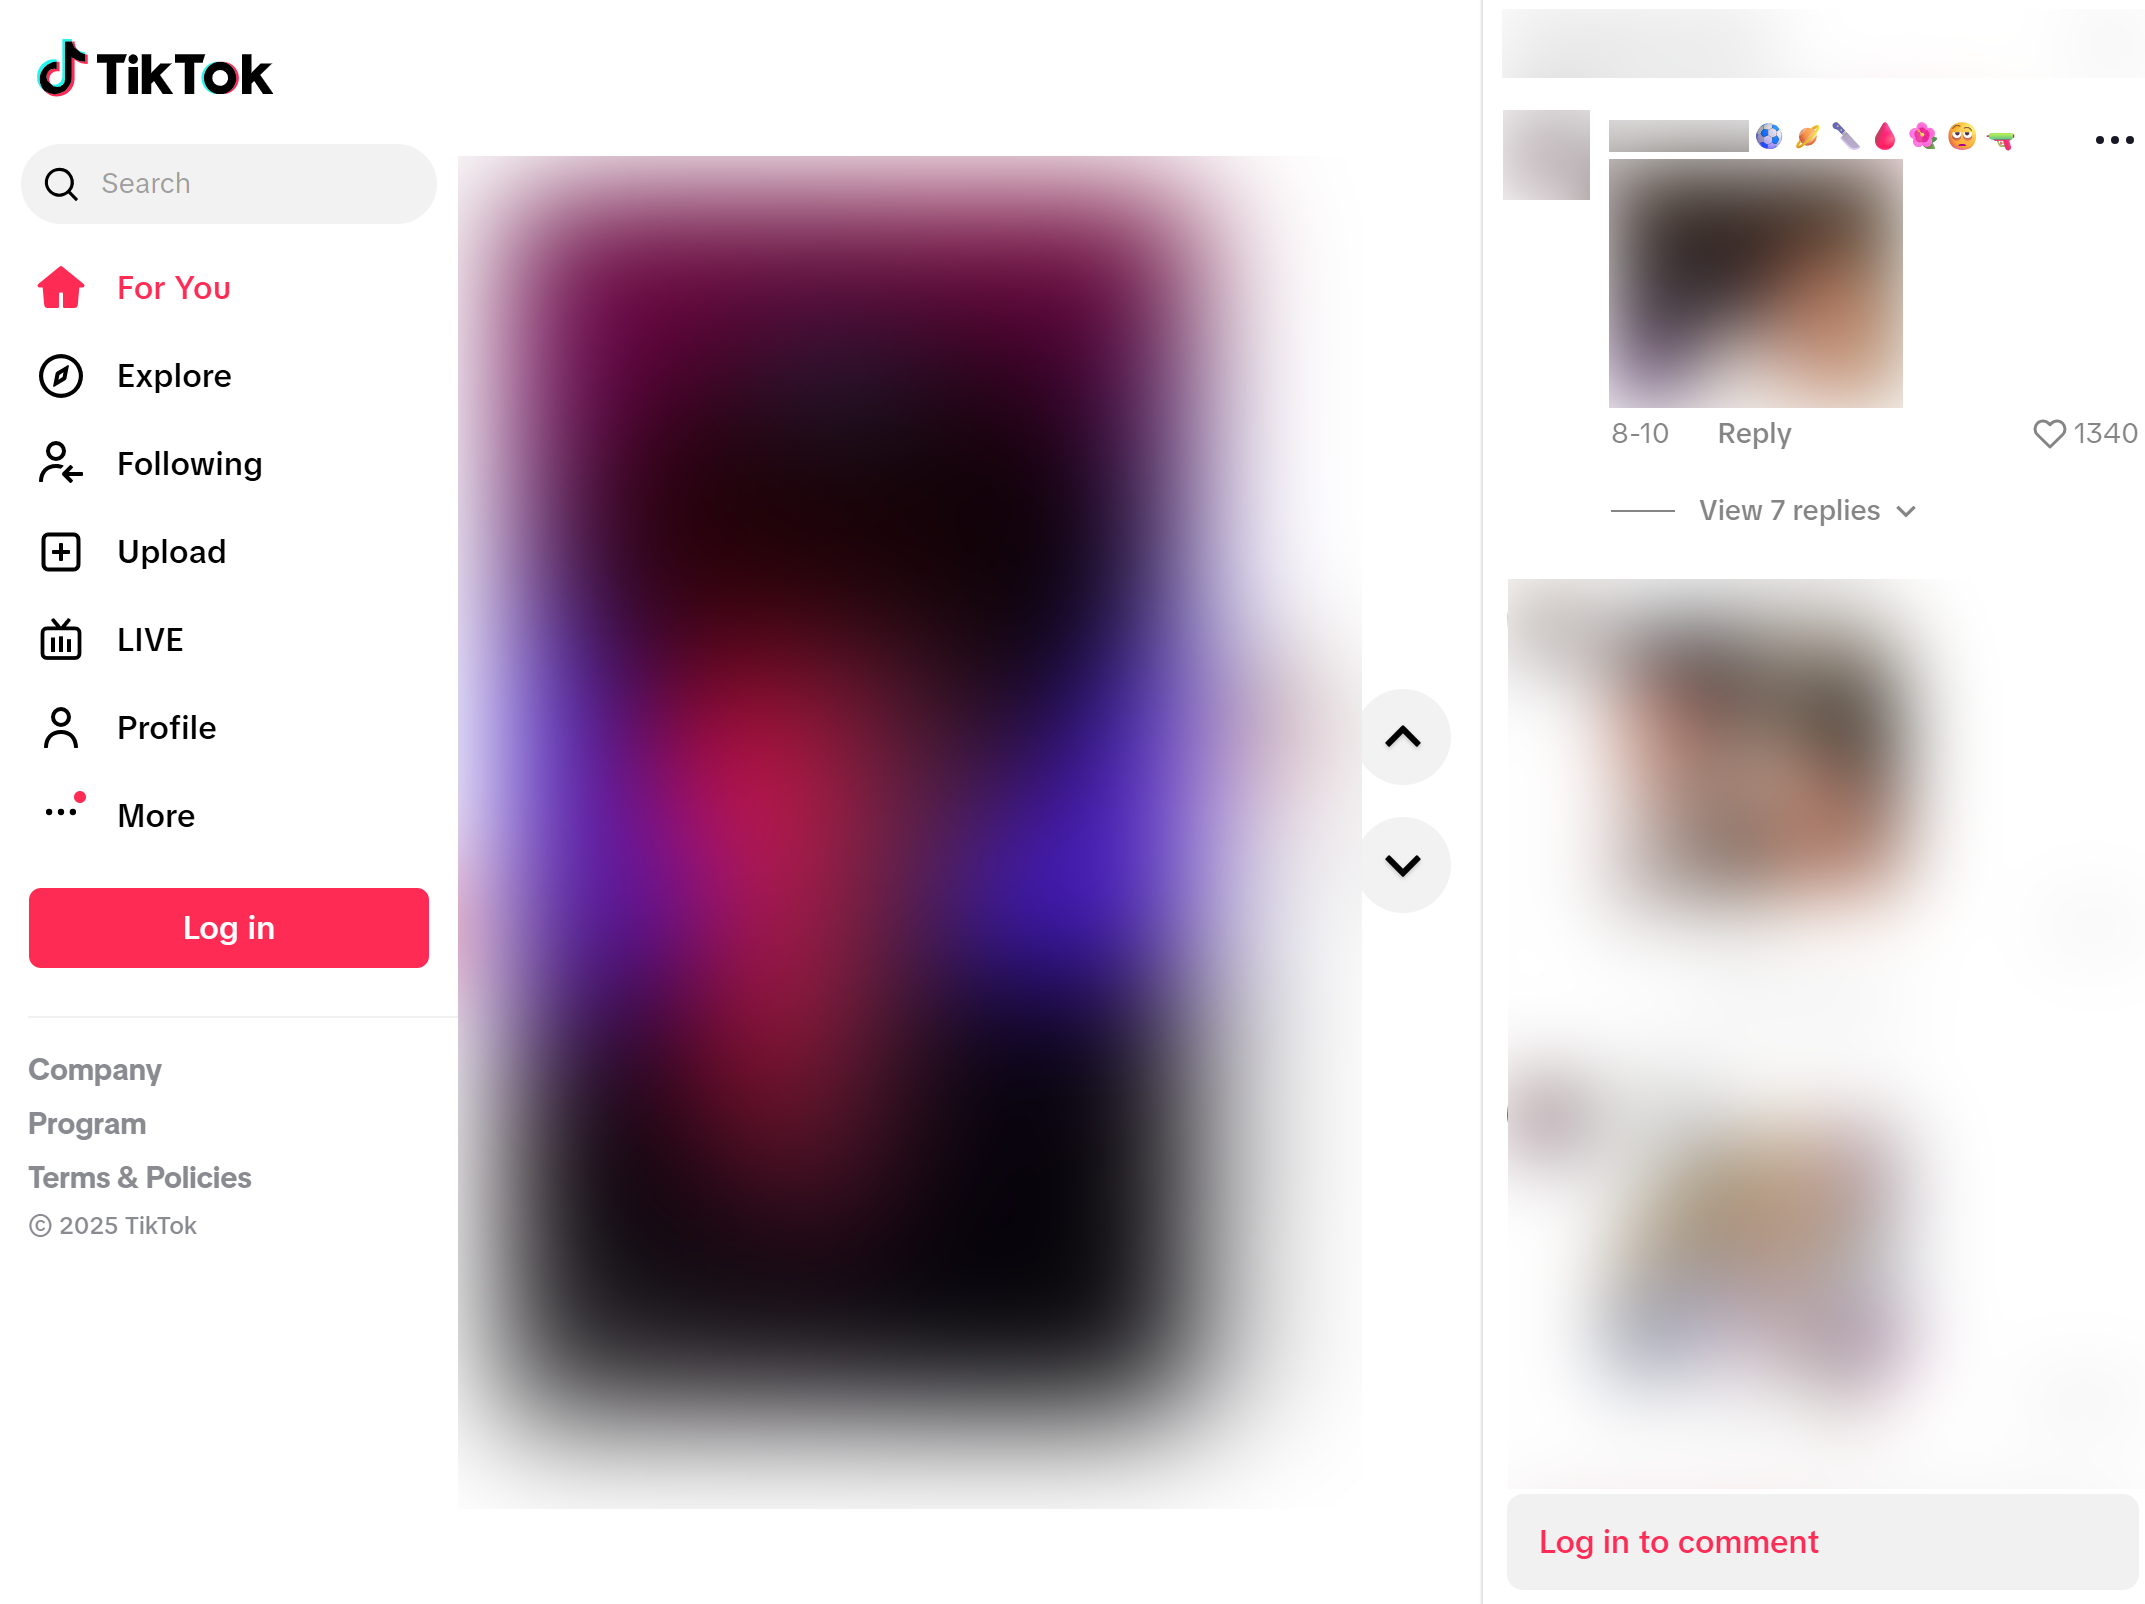 TikTok
Search
For You
Explore
Following
Upload
LIVE
Profile
More
Log in
Company
Program
Terms & Policies
© 2025 TikTok
⚽🪐🔪🩸🌺🙄🔫
8-10 Reply 1340
View 7 replies
Log in to comment